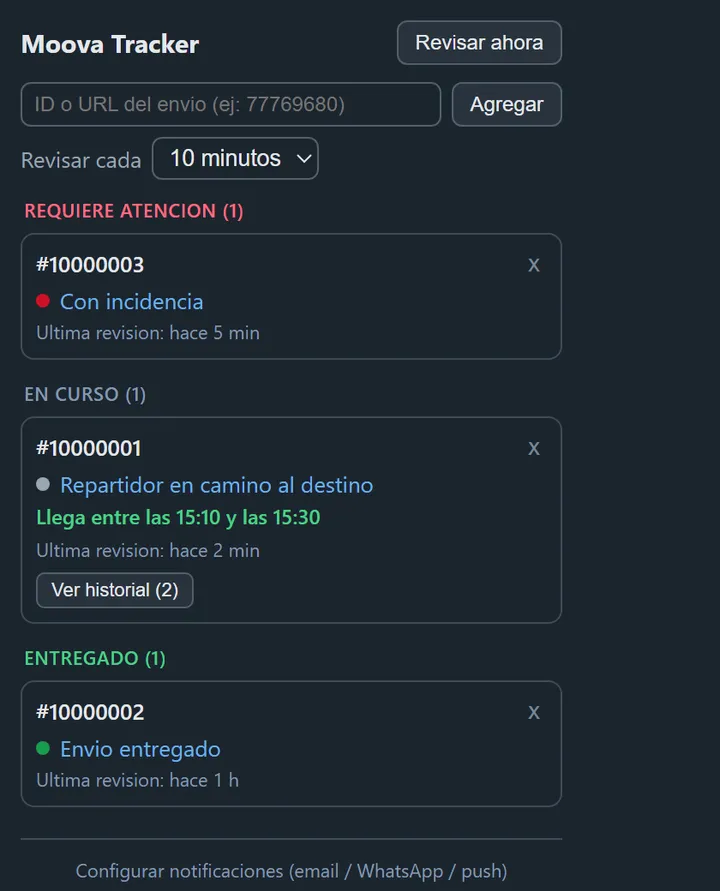 Moova Tracker
Revisar ahora
ID o URL del envio (ej: 77769680)
Agregar
Revisar cada
10 minutos
REQUIERE ATENCION (1)
#10000003
X
Con incidencia
Ultima revision: hace 5 min
EN CURSO (1)
#10000001
X
Repartidor en camino al destino
Llega entre las 15:10 y las 15:30
Ultima revision: hace 2 min
Ver historial (2)
ENTREGADO (1)
#10000002
X
Envio entregado
Ultima revision: hace 1 h
Configurar notificaciones (email / WhatsApp / push)